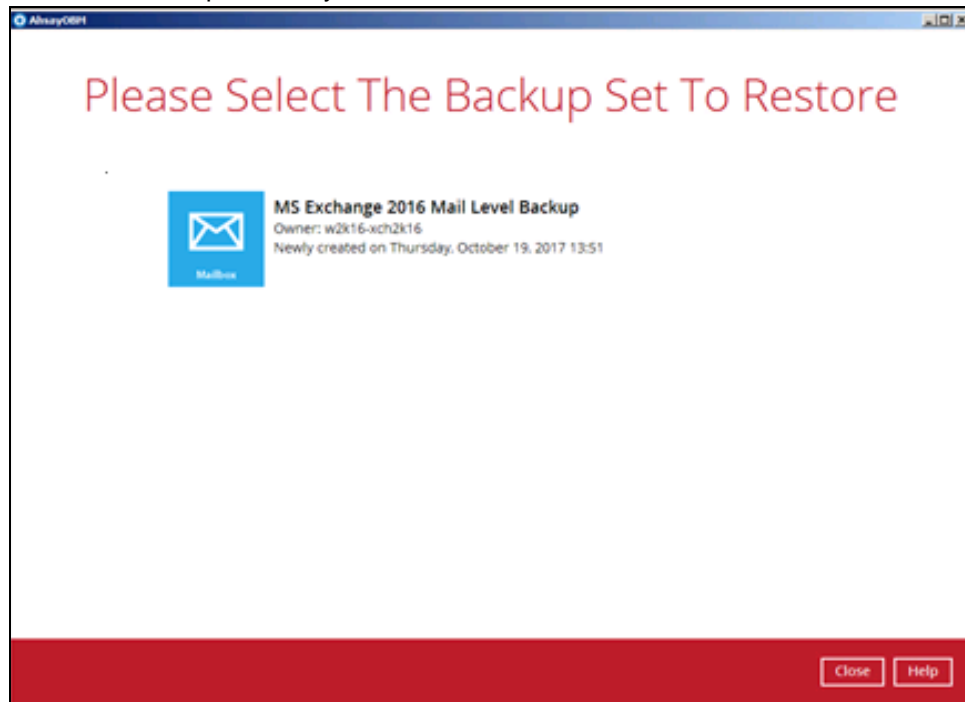 AhsayOBM
Please Select The Backup Set To Restore
MS Exchange 2016 Mail Level Backup
Owner: w2k16-xch2k16
Newly created on Thursday, October 19, 2017 13:51
Mailbox
Close Help